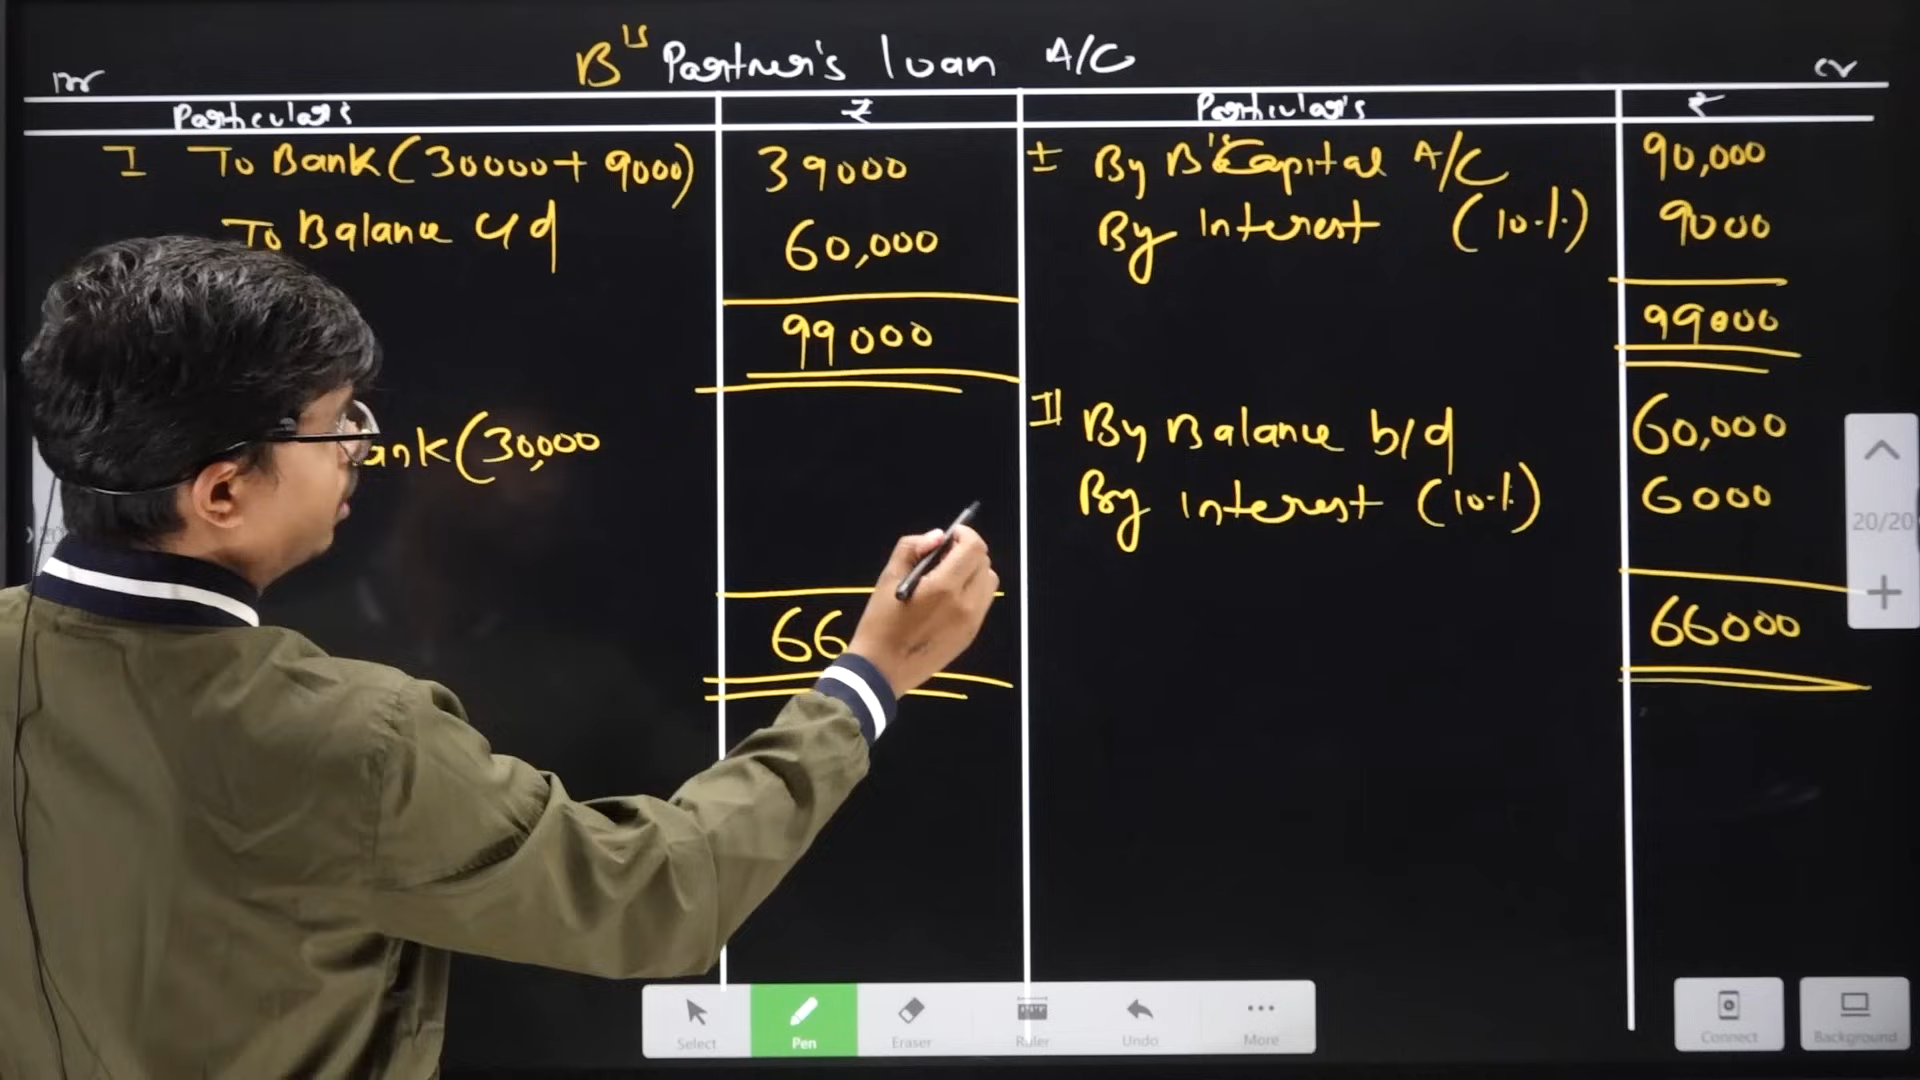 B's Partner's loan A/C
Dr Cr
Particulars ₹ Particulars ₹
I To Bank (30000 + 9000) 39000 I By B's Capital A/C 90,000
To Balance c/d 60,000 By Interest (10%) 9000
99000 99000
ank (30,000 II By Balance b/d 60,000
By Interest (10%) 6000
66 66000
20/20
Select Pen Eraser Ruler Undo More
Connect Background